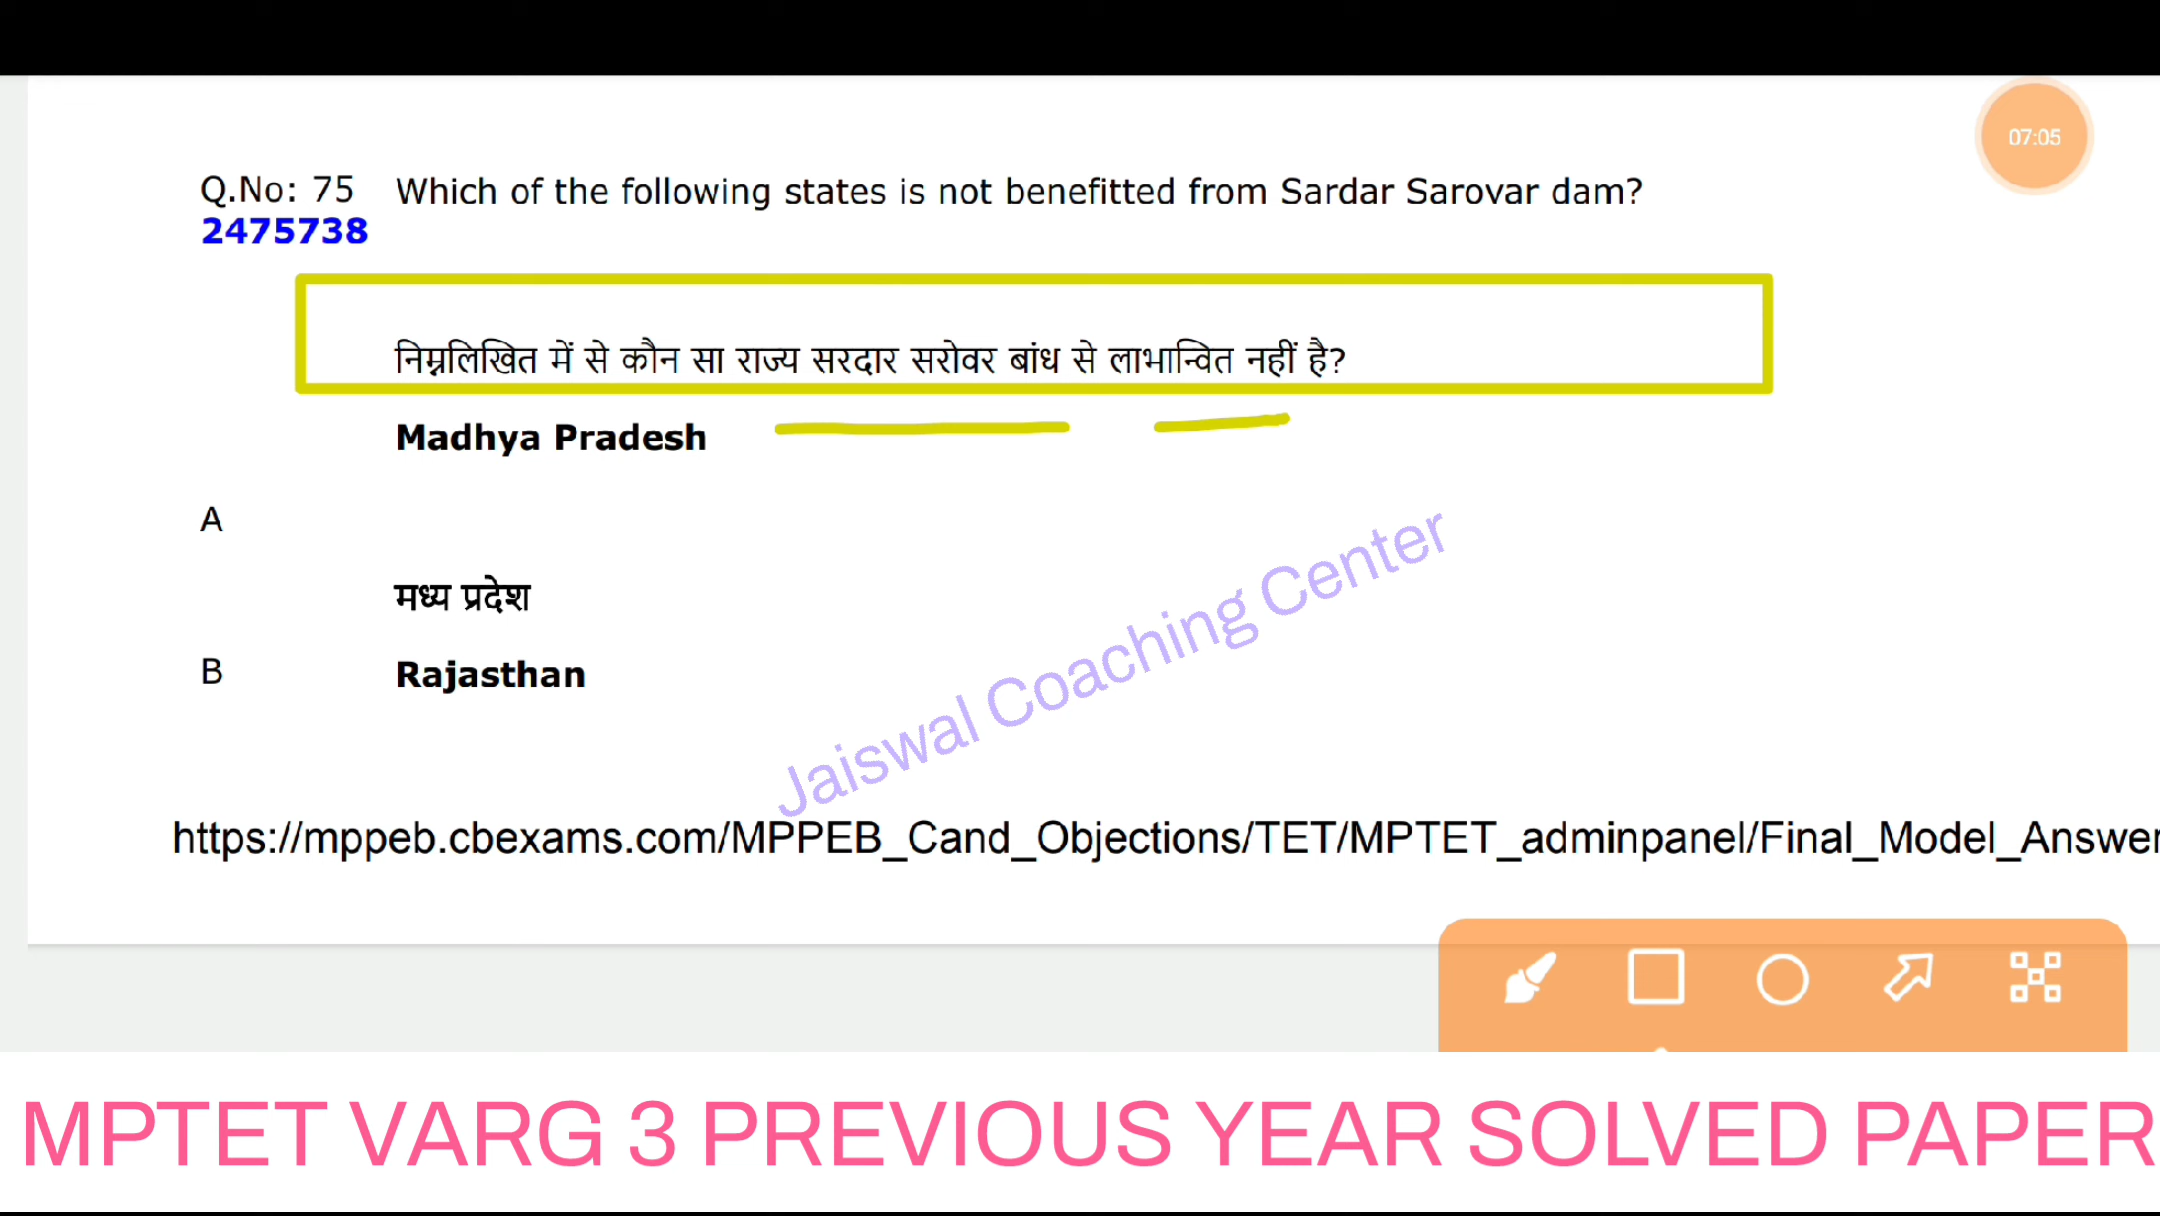 07:05
Q.No: 75 Which of the following states is not benefitted from Sardar Sarovar dam?
2475738
निम्नलिखित में से कौन सा राज्य सरदार सरोवर बांध से लाभान्वित नहीं है?
Madhya Pradesh
A
मध्य प्रदेश
B Rajasthan
Jaiswal Coaching Center
https://mppeb.cbexams.com/MPPEB_Cand_Objections/TET/MPTET_adminpanel/Final_Model_Answer
MPTET VARG 3 PREVIOUS YEAR SOLVED PAPER